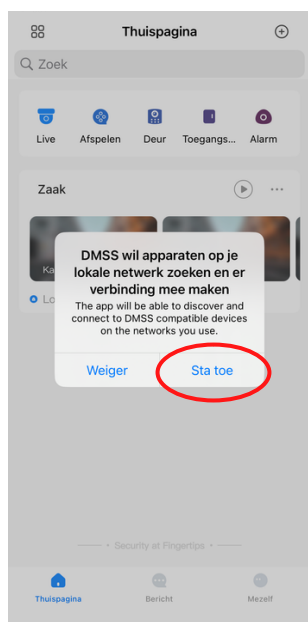 Thuispagina
Zoek
Live Afspelen Deur Toegangs... Alarm
Zaak
Ka
Lo
DMSS wil apparaten op je
lokale netwerk zoeken en er
verbinding mee maken
The app will be able to discover and
connect to DMSS compatible devices
on the networks you use.
Weiger Sta toe
Security at Fingertips
Thuispagina Bericht Mezelf